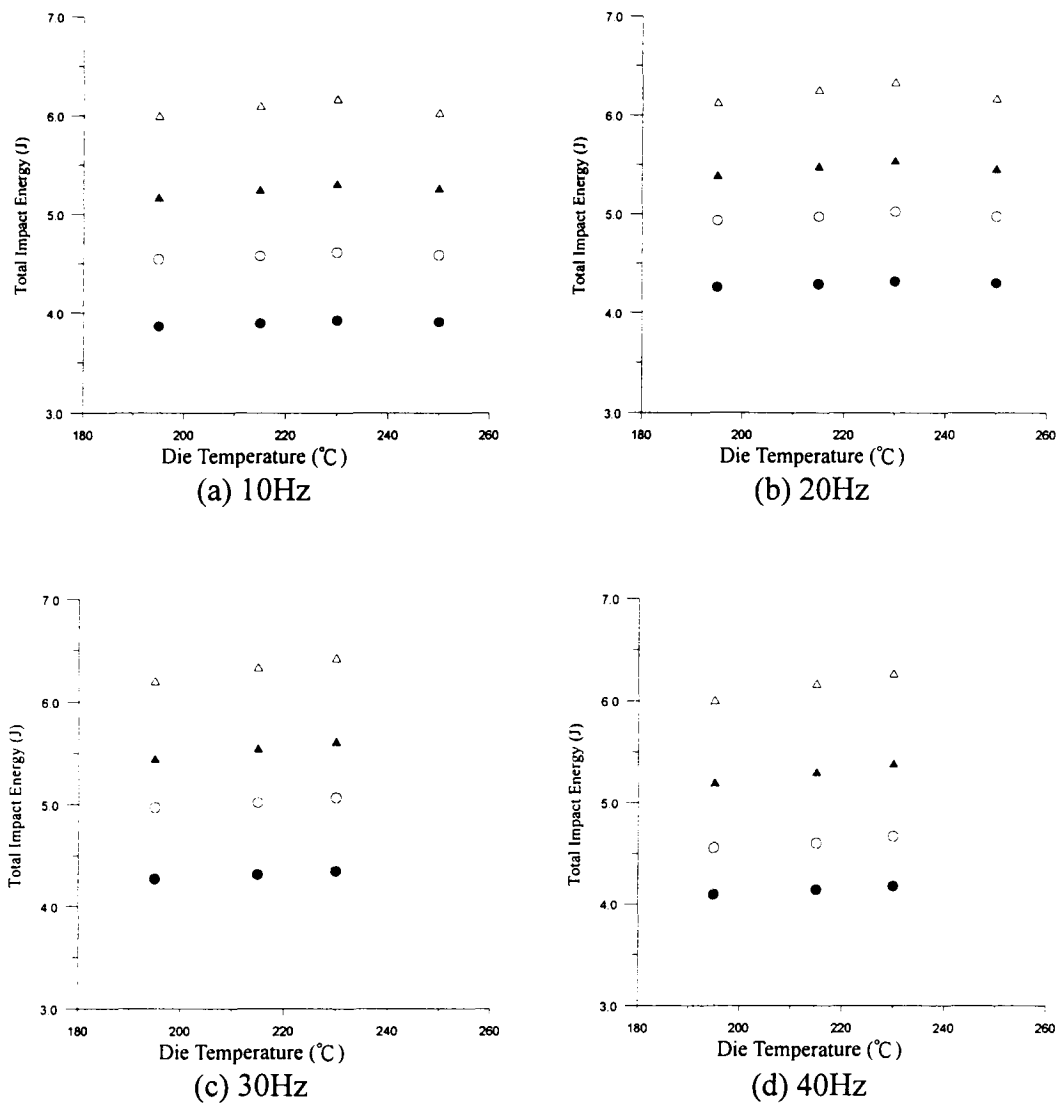 7.0
6.0
5.0
4.0
3.0
Total Impact Energy (J)
180 200 220 240 260
Die Temperature (℃)
(a) 10Hz
7.0
6.0
5.0
4.0
3.0
Total Impact Energy (J)
180 200 220 240 260
Die Temperature (℃)
(b) 20Hz
7.0
6.0
5.0
4.0
3.0
Total Impact Energy (J)
180 200 220 240 260
Die Temperature (℃)
(c) 30Hz
7.0
6.0
5.0
4.0
3.0
Total Impact Energy (J)
180 200 220 240 260
Die Temperature (℃)
(d) 40Hz